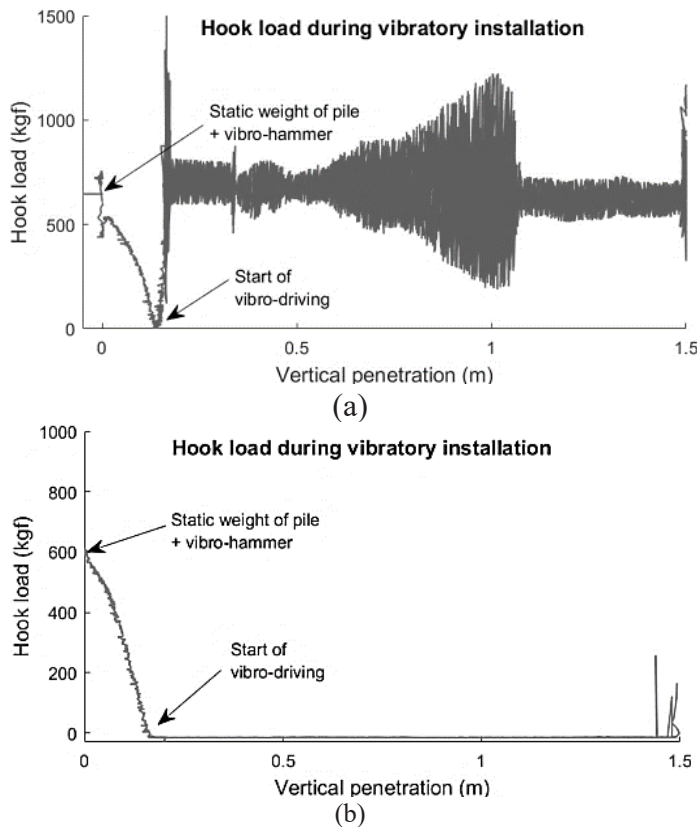 Hook load during vibratory installation
1500
1000
500
0
Hook load (kgf)
Static weight of pile
+ vibro-hammer
Start of
vibro-driving
0
0.5
1
1.5
Vertical penetration (m)
(a)
Hook load during vibratory installation
1000
800
600
400
200
0
Hook load (kgf)
Static weight of pile
+ vibro-hammer
Start of
vibro-driving
0
0.5
1
1.5
Vertical penetration (m)
(b)